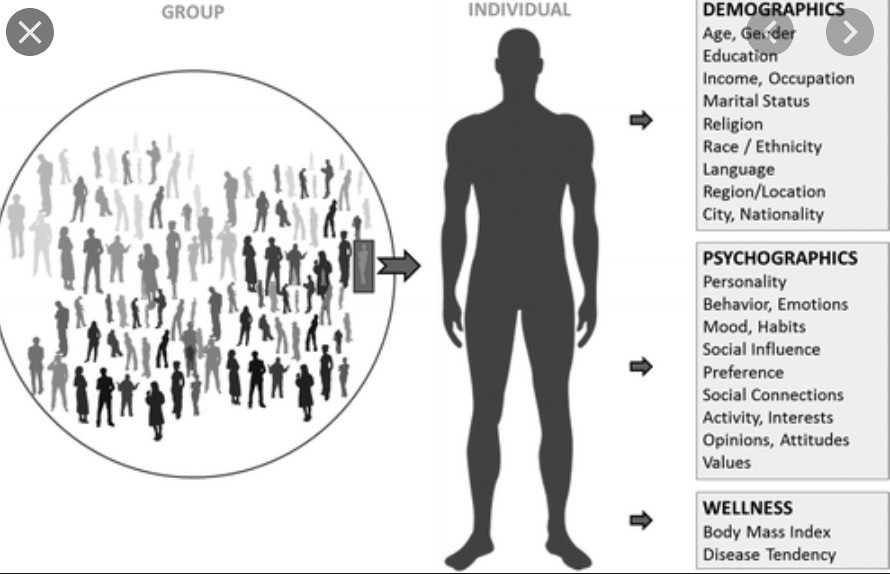 GROUP
INDIVIDUAL
DEMOGRAPHICS
Age, Gender
Education
Income, Occupation
Marital Status
Religion
Race / Ethnicity
Language
Region/Location
City, Nationality
PSYCHOGRAPHICS
Personality
Behavior, Emotions
Mood, Habits
Social Influence
Preference
Social Connections
Activity, Interests
Opinions, Attitudes
Values
WELLNESS
Body Mass Index
Disease Tendency